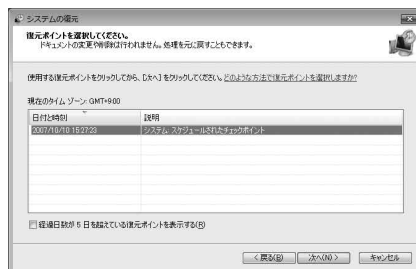 システムの復元
復元ポイントを選択してください。
ドキュメントの変更や削除は行われません。処理を元に戻すこともできます。
使用する復元ポイントをクリックしてから、[次へ] をクリックしてください。どのような方法で復元ポイントを選択しますか?
現在のタイム ゾーン: GMT+9:00
日付と時刻 説明
2007/10/10 15:27:23 システム: スケジュールされたチェックポイント
経過日数が 5 日を超えている復元ポイントを表示する(R)
< 戻る(B) 次へ(N) > キャンセル